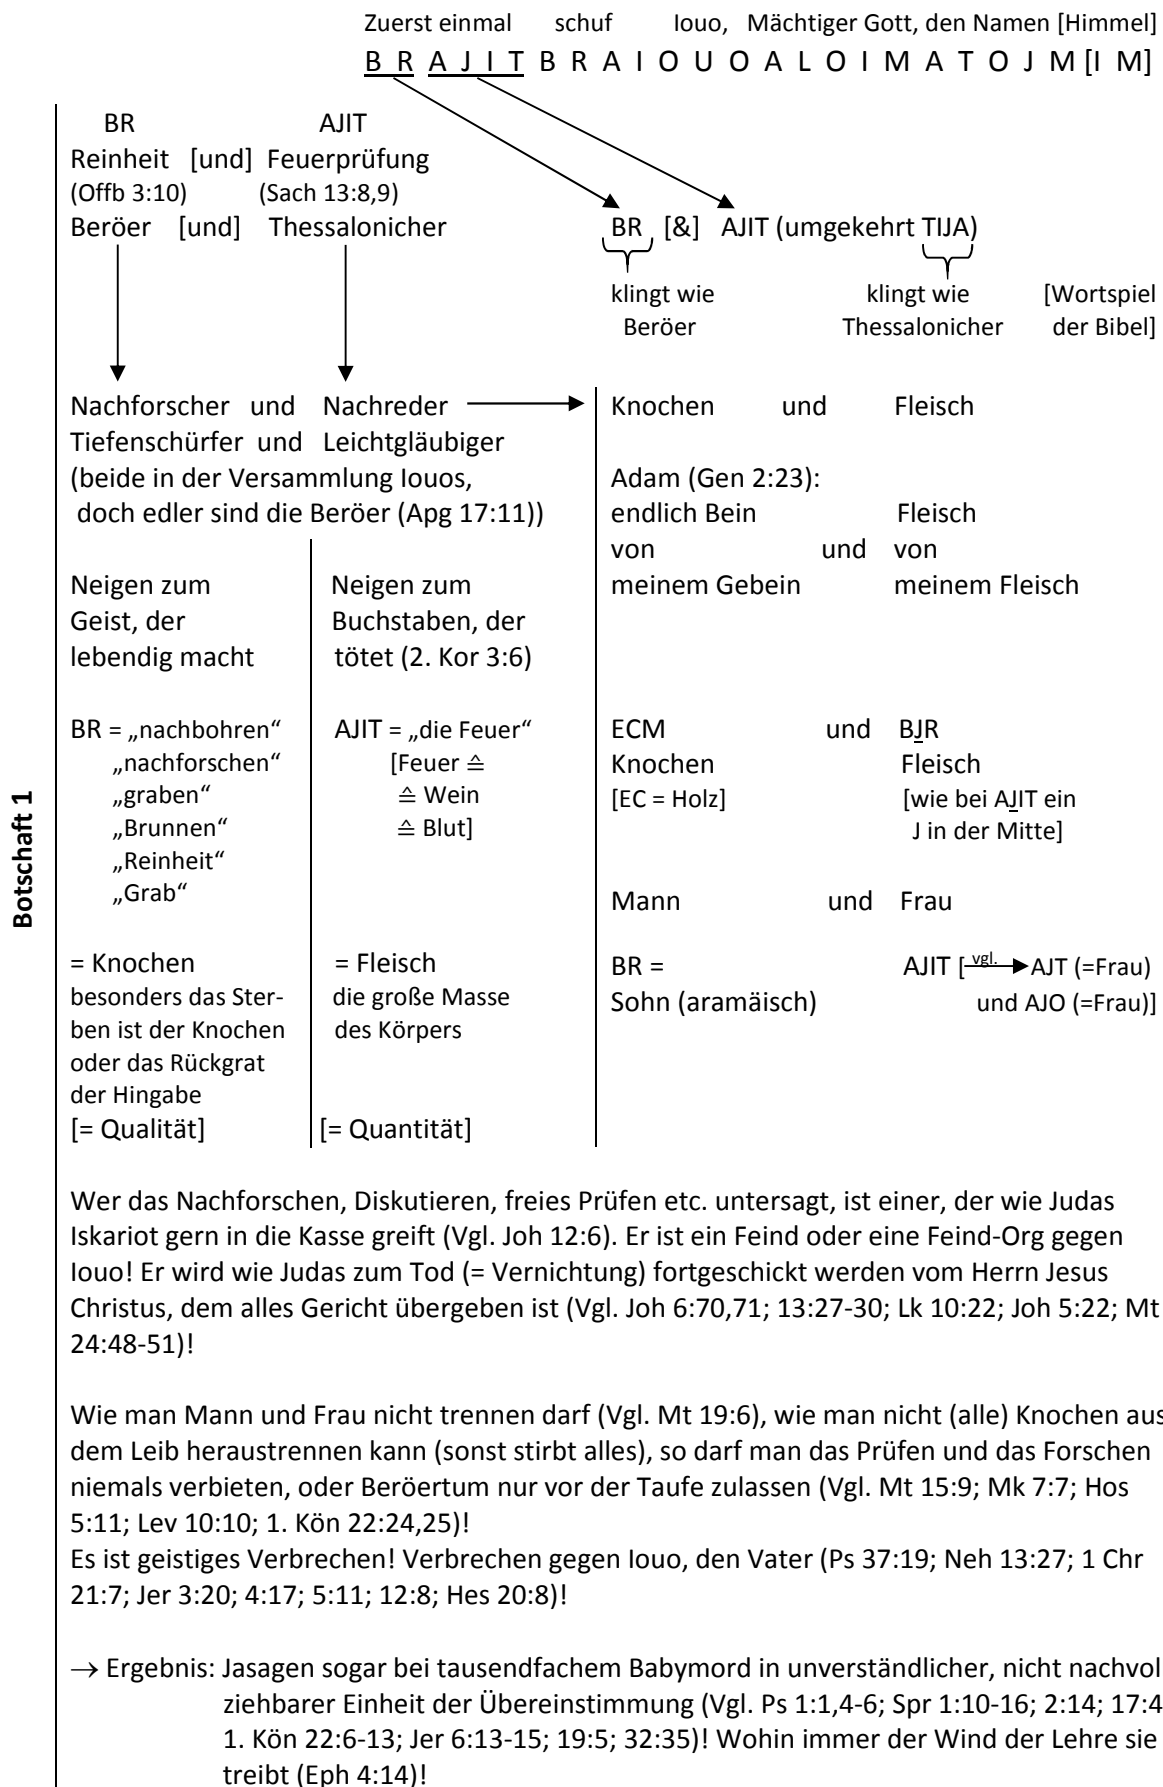 Zuerst einmal schuf Iouo, Mächtiger Gott, den Namen [Himmel]
B R A J I T B R A I O U O A L O I M A T O J M [I M]
BR AJIT
Reinheit [und] Feuerprüfung
(Offb 3:10) (Sach 13:8,9)
Beröer [und] Thessalonicher
BR [&] AJIT (umgekehrt TIJA)
klingt wie klingt wie [Wortspiel
Beröer Thessalonicher der Bibel]
Nachforscher und Nachreder
Tiefenschürfer und Leichtgläubiger
(beide in der Versammlung Iouos,
doch edler sind die Beröer (Apg 17:11))
Neigen zum
Geist, der
lebendig macht
Neigen zum
Buchstaben, der
tötet (2. Kor 3:6)
BR = „nachbohren“
„nachforschen“
„graben“
„Brunnen“
„Reinheit“
„Grab“
AJIT = „die Feuer“
[Feuer ≙
≙ Wein
≙ Blut]
= Knochen
besonders das Ster-
ben ist der Knochen
oder das Rückgrat
der Hingabe
[= Qualität]
= Fleisch
die große Masse
des Körpers
[= Quantität]
Knochen und Fleisch
Adam (Gen 2:23):
endlich Bein Fleisch
von und von
meinem Gebein meinem Fleisch
ECM und BJR
Knochen Fleisch
[EC = Holz] [wie bei AJIT ein
J in der Mitte]
Mann und Frau
BR = AJIT [vgl. AJT (=Frau)
Sohn (aramäisch) und AJO (=Frau)]
Botschaft 1
Wer das Nachforschen, Diskutieren, freies Prüfen etc. untersagt, ist einer, der wie Judas
Iskariot gern in die Kasse greift (Vgl. Joh 12:6). Er ist ein Feind oder eine Feind-Org gegen
Iouo! Er wird wie Judas zum Tod (= Vernichtung) fortgeschickt werden vom Herrn Jesus
Christus, dem alles Gericht übergeben ist (Vgl. Joh 6:70,71; 13:27-30; Lk 10:22; Joh 5:22; Mt
24:48-51)!
Wie man Mann und Frau nicht trennen darf (Vgl. Mt 19:6), wie man nicht (alle) Knochen aus
dem Leib heraustrennen kann (sonst stirbt alles), so darf man das Prüfen und das Forschen
niemals verbieten, oder Beröertum nur vor der Taufe zulassen (Vgl. Mt 15:9; Mk 7:7; Hos
5:11; Lev 10:10; 1. Kön 22:24,25)!
Es ist geistiges Verbrechen! Verbrechen gegen Iouo, den Vater (Ps 37:19; Neh 13:27; 1 Chr
21:7; Jer 3:20; 4:17; 5:11; 12:8; Hes 20:8)!
→ Ergebnis: Jasagen sogar bei tausendfachem Babymord in unverständlicher, nicht nachvol
ziehbarer Einheit der Übereinstimmung (Vgl. Ps 1:1,4-6; Spr 1:10-16; 2:14; 17:4
1. Kön 22:6-13; Jer 6:13-15; 19:5; 32:35)! Wohin immer der Wind der Lehre sie
treibt (Eph 4:14)!